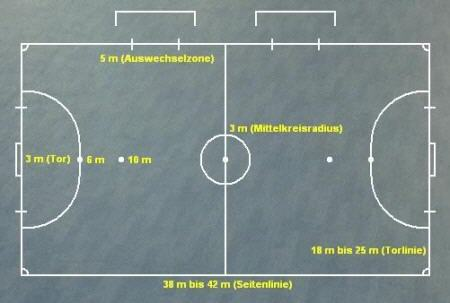 5 m (Auswechselzone)
3 m (Mittelkreisradius)
3 m (Tor)
6 m
10 m
18 m bis 25 m (Torlinie)
38 m bis 42 m (Seitenlinie)